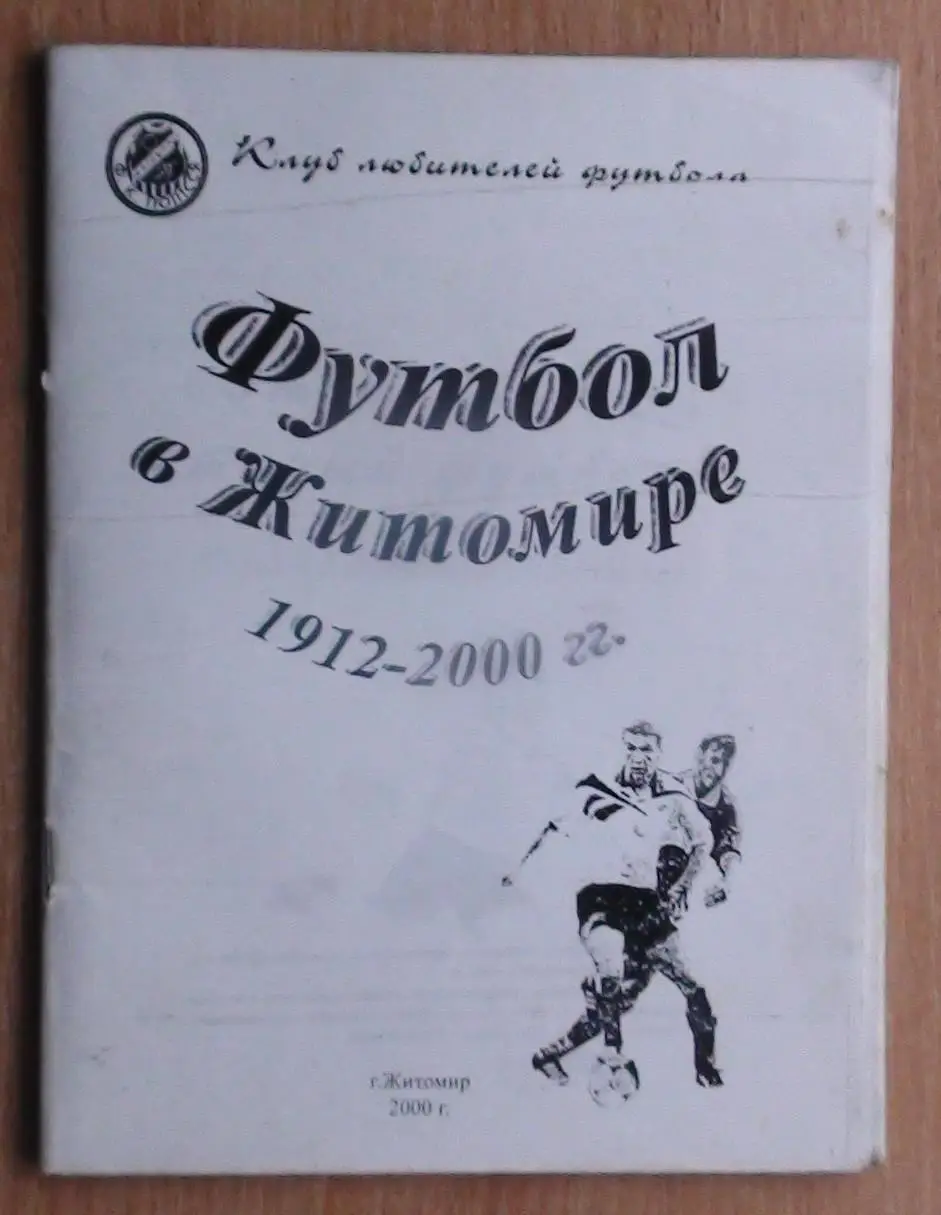 Клуб любителей футбола
Футбол
в Житомире
1912-2000 гг.
г.Житомир
2000 г.